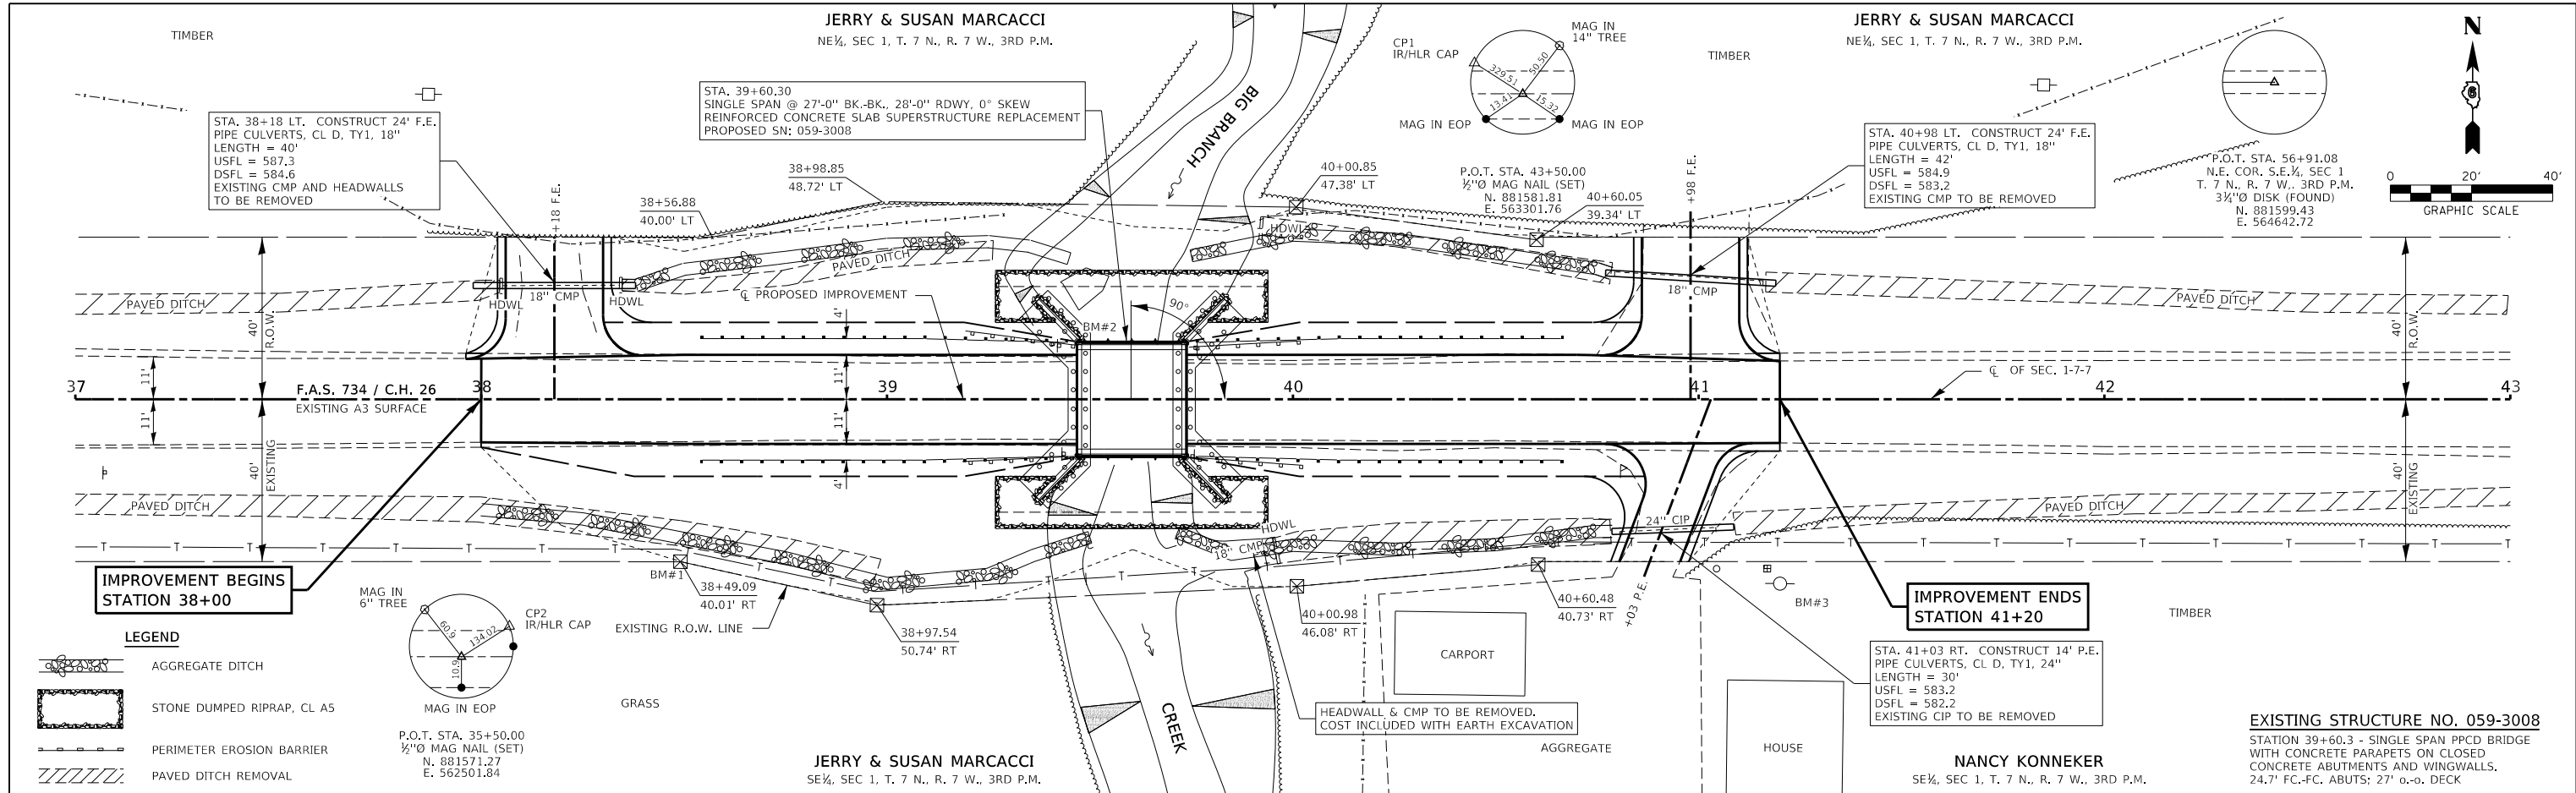 JERRY & SUSAN MARCACCI
NE¼, SEC 1, T. 7 N., R. 7 W., 3RD P.M.
TIMBER
STA. 38+18 LT. CONSTRUCT 24' F.E.
PIPE CULVERTS, CL D, TY1, 18"
LENGTH = 40'
USFL = 587.3
DSFL = 584.6
EXISTING CMP AND HEADWALLS
TO BE REMOVED
STA. 39+60.30
SINGLE SPAN @ 27'-0" BK.-BK., 28'-0" RDWY, 0° SKEW
REINFORCED CONCRETE SLAB SUPERSTRUCTURE REPLACEMENT
PROPOSED SN: 059-3008
BIG BRANCH
CP1
IR/HLR CAP
MAG IN
14" TREE
329.51
50.50
13.41
15.32
MAG IN EOP
MAG IN EOP
P.O.T. STA. 43+50.00
½"Ø MAG NAIL (SET)
N. 881581.81
E. 563301.76
TIMBER
JERRY & SUSAN MARCACCI
NE¼, SEC 1, T. 7 N., R. 7 W., 3RD P.M.
STA. 40+98 LT. CONSTRUCT 24' F.E.
PIPE CULVERTS, CL D, TY1, 18"
LENGTH = 42'
USFL = 584.9
DSFL = 583.2
EXISTING CMP TO BE REMOVED
P.O.T. STA. 56+91.08
N.E. COR. S.E.¼, SEC 1
T. 7 N., R. 7 W., 3RD P.M.
3¼"Ø DISK (FOUND)
N. 881599.43
E. 564642.72
N
6
0 20' 40'
GRAPHIC SCALE
+18 F.E.
38+56.88
40.00' LT
38+98.85
48.72' LT
40+00.85
47.38' LT
40+60.05
39.34' LT
+98 F.E.
PAVED DITCH
HDWL
18" CMP
HDWL
PAVED DITCH
℄ PROPOSED IMPROVEMENT
BM#2
90°
HDWL
18" CMP
PAVED DITCH
40'
R.O.W.
11'
4'
11'
40'
R.O.W.
37
38
39
40
41
42
43
F.A.S. 734 / C.H. 26
EXISTING A3 SURFACE
℄ OF SEC. 1-7-7
11'
11'
4'
40'
EXISTING
40'
EXISTING
PAVED DITCH
HDWL
18" CMP
24" CIP
PAVED DITCH
T T T T T T T T T T T T
IMPROVEMENT BEGINS
STATION 38+00
BM#1
38+49.09
40.01' RT
EXISTING R.O.W. LINE
38+97.54
50.74' RT
40+00.98
46.08' RT
40+60.48
40.73' RT
+03 P.E.
BM#3
IMPROVEMENT ENDS
STATION 41+20
TIMBER
LEGEND
AGGREGATE DITCH
STONE DUMPED RIPRAP, CL A5
PERIMETER EROSION BARRIER
PAVED DITCH REMOVAL
MAG IN
6" TREE
CP2
IR/HLR CAP
60.9
134.02
10.9
MAG IN EOP
P.O.T. STA. 35+50.00
½"Ø MAG NAIL (SET)
N. 881571.27
E. 562501.84
GRASS
JERRY & SUSAN MARCACCI
SE¼, SEC 1, T. 7 N., R. 7 W., 3RD P.M.
CREEK
HEADWALL & CMP TO BE REMOVED.
COST INCLUDED WITH EARTH EXCAVATION
CARPORT
AGGREGATE
HOUSE
STA. 41+03 RT. CONSTRUCT 14' P.E.
PIPE CULVERTS, CL D, TY1, 24"
LENGTH = 30'
USFL = 583.2
DSFL = 582.2
EXISTING CIP TO BE REMOVED
NANCY KONNEKER
SE¼, SEC 1, T. 7 N., R. 7 W., 3RD P.M.
EXISTING STRUCTURE NO. 059-3008
STATION 39+60.3 - SINGLE SPAN PPCD BRIDGE
WITH CONCRETE PARAPETS ON CLOSED
CONCRETE ABUTMENTS AND WINGWALLS.
24.7' FC.-FC. ABUTS; 27' o.-o. DECK